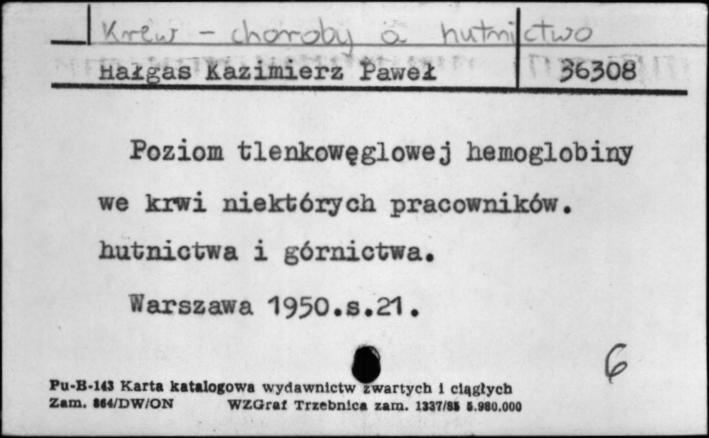 Krew - choroby a hutnictwo
Hałgas Kazimierz Paweł 36308
Poziom tlenkowęglowej hemoglobiny
we krwi niektórych pracowników.
hutnictwa i górnictwa.
Warszawa 1950.s.21.
6
Pu-B-143 Karta katalogowa wydawnictw zwartych i ciągłych
Zam. 864/DW/ON WZGraf Trzebnica zam. 1337/85 5.980.000